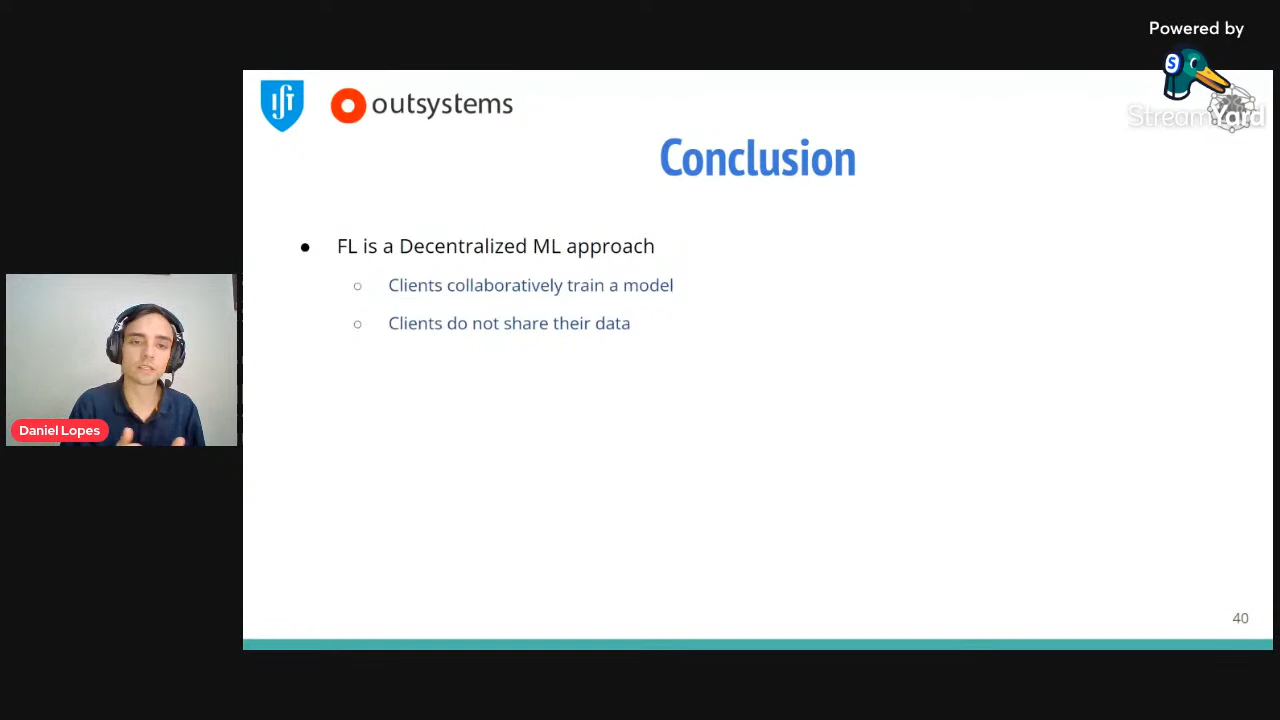 Powered by
StreamYard
IST
outsystems
Conclusion
● FL is a Decentralized ML approach
○ Clients collaboratively train a model
○ Clients do not share their data
Daniel Lopes
40